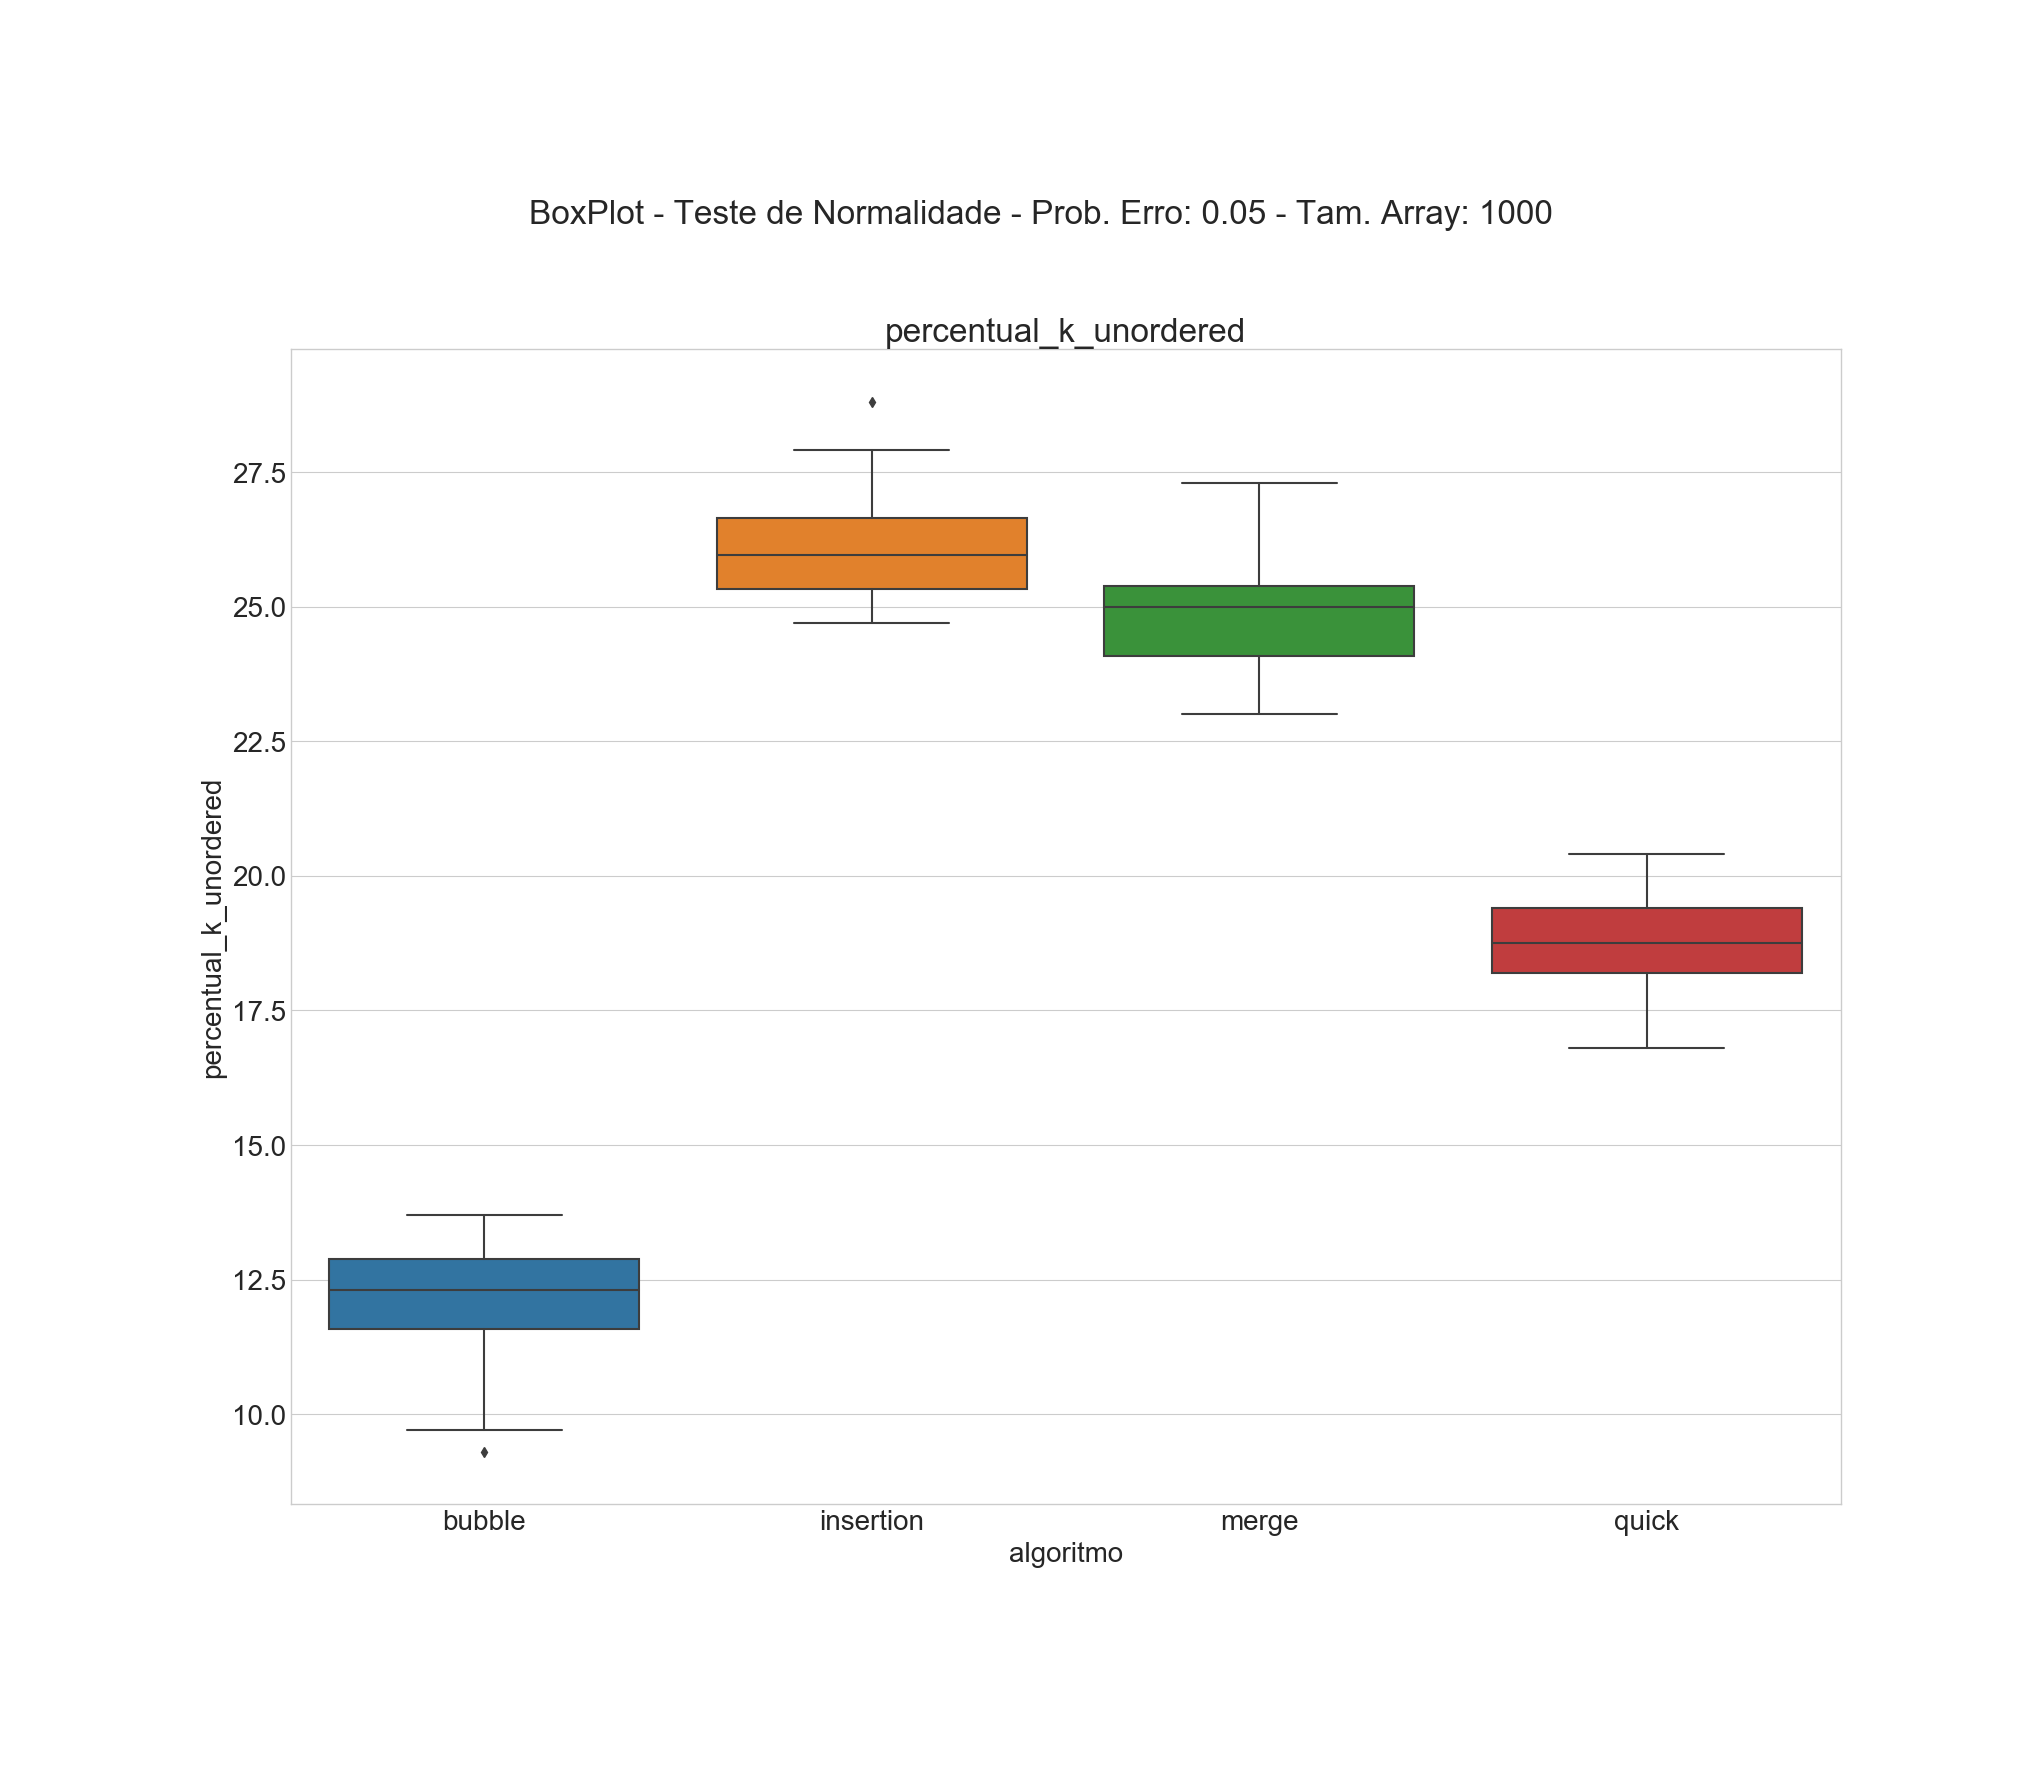 BoxPlot - Teste de Normalidade - Prob. Erro: 0.05 - Tam. Array: 1000
percentual_k_unordered
percentual_k_unordered
27.5
25.0
22.5
20.0
17.5
15.0
12.5
10.0
bubble insertion merge quick
algoritmo